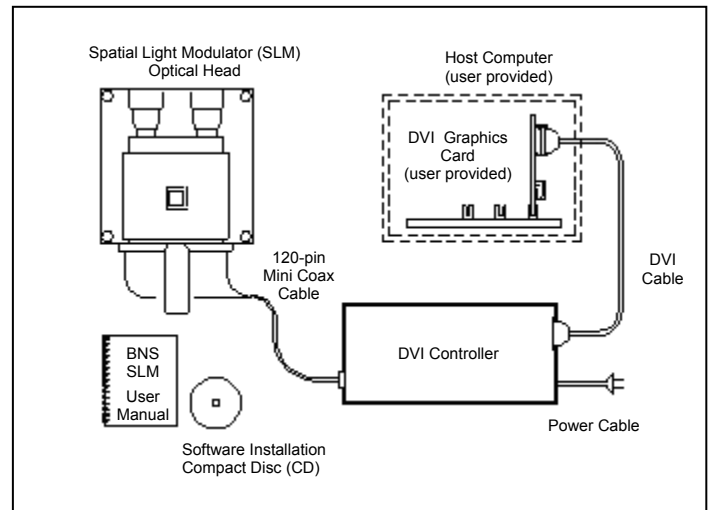 Spatial Light Modulator (SLM)
Optical Head
Host Computer
(user provided)
DVI Graphics
Card
(user provided)
120-pin
Mini Coax
Cable
DVI
Cable
DVI Controller
BNS
SLM
User
Manual
Power Cable
Software Installation
Compact Disc (CD)